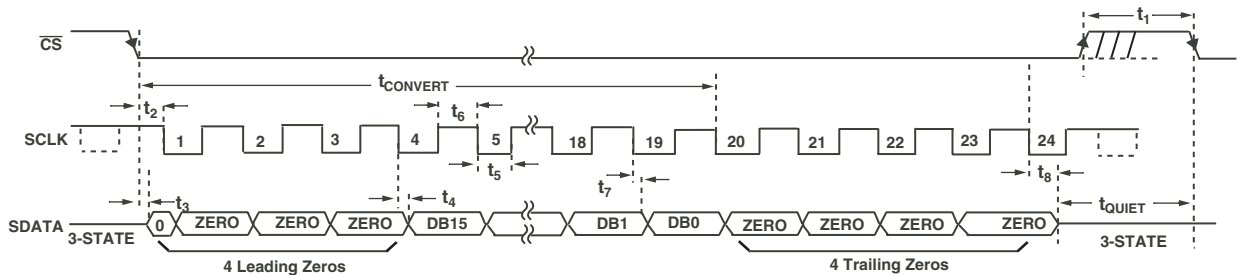 t1
CS
tCONVERT
t2
t6
SCLK
1 2 3 4 5 18 19 20 21 22 23 24
t5
t7
t8
t3
t4
tQUIET
SDATA
3-STATE
0 ZERO ZERO ZERO DB15 DB1 DB0 ZERO ZERO ZERO ZERO
3-STATE
4 Leading Zeros
4 Trailing Zeros